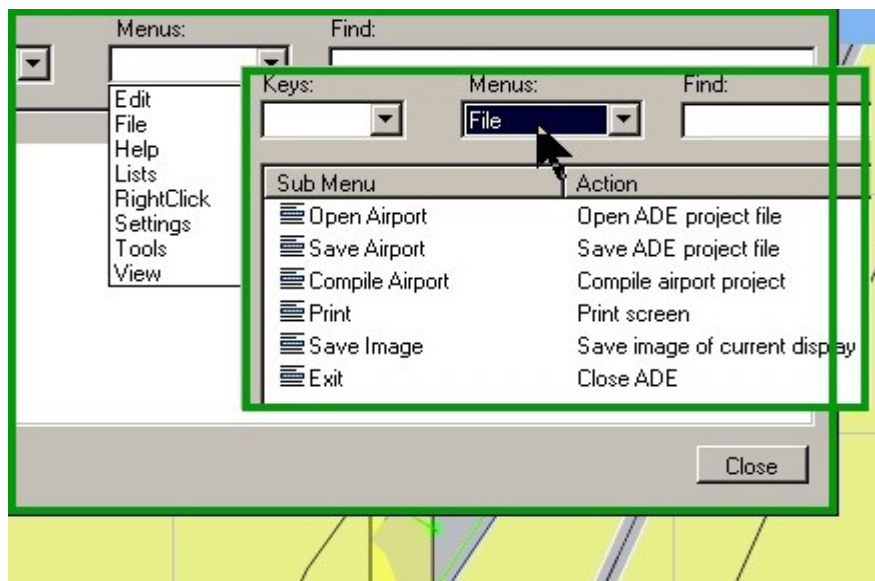 Menus: Find:
Edit
File
Help
Lists
RightClick
Settings
Tools
View
Keys: Menus: Find:
File
Sub Menu Action
Open Airport Open ADE project file
Save Airport Save ADE project file
Compile Airport Compile airport project
Print Print screen
Save Image Save image of current display
Exit Close ADE
Close